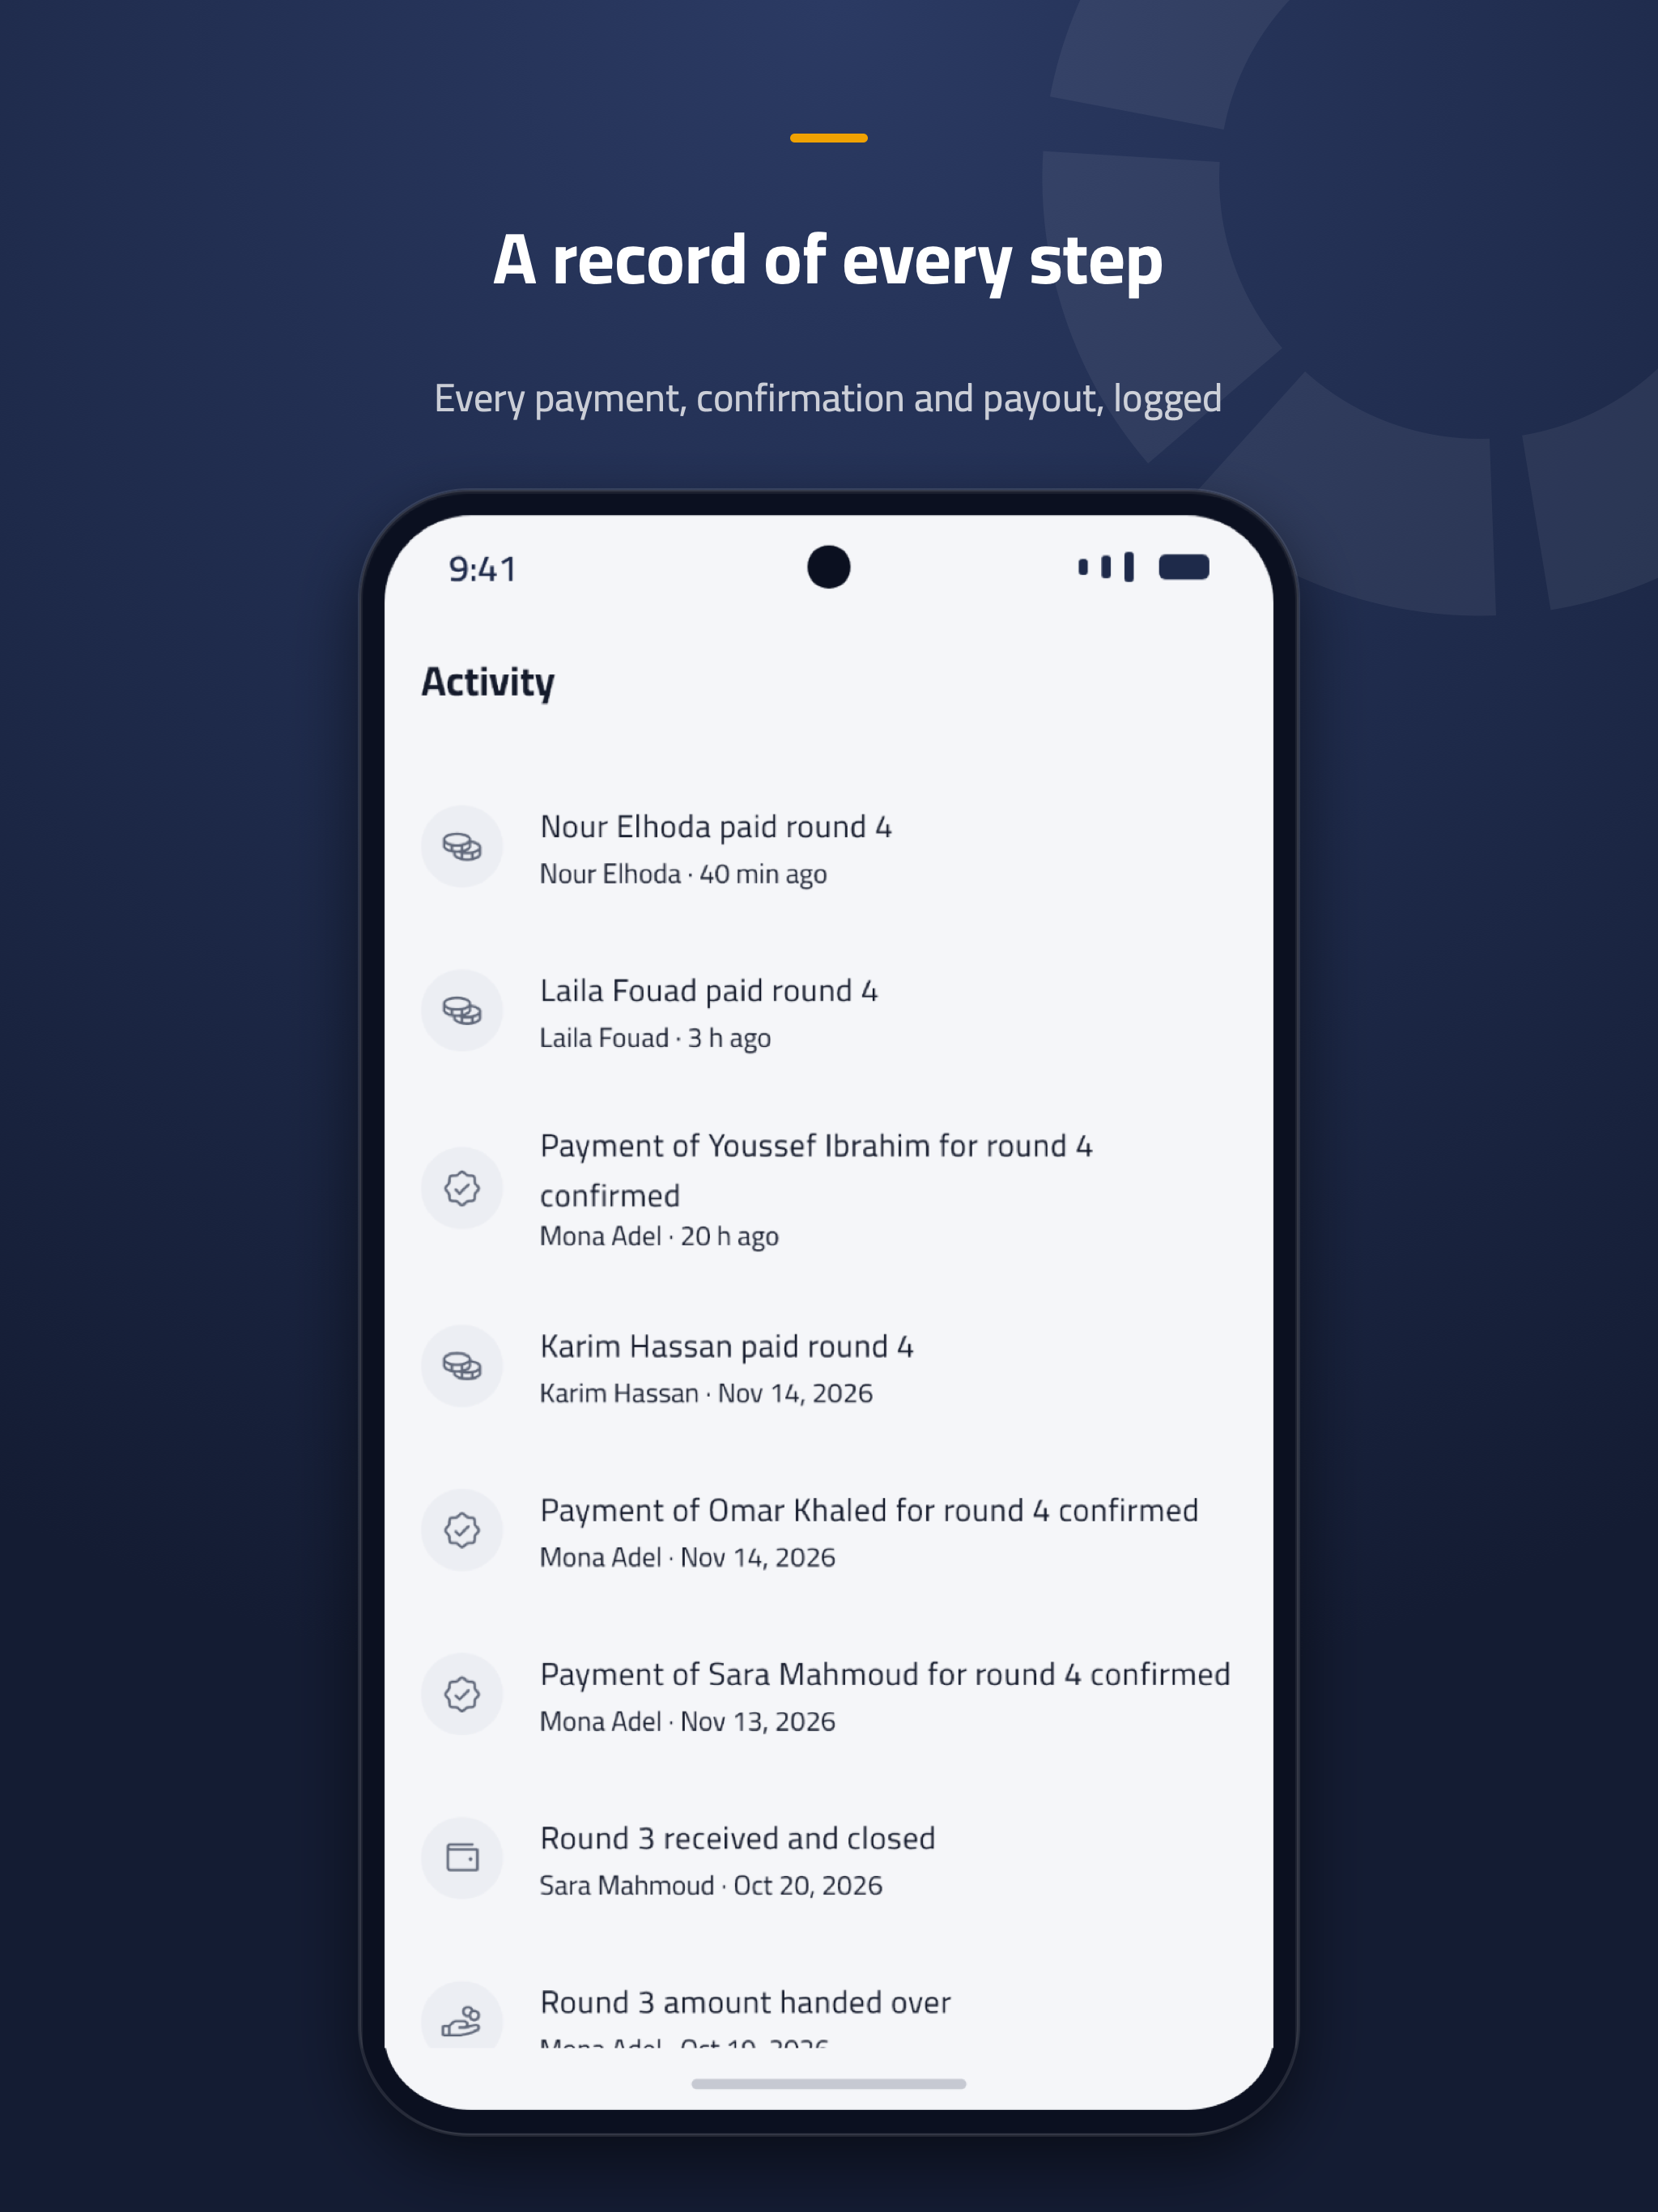 A record of every step
Every payment, confirmation and payout, logged
9:41
Activity
Nour Elhoda paid round 4
Nour Elhoda · 40 min ago
Laila Fouad paid round 4
Laila Fouad · 3 h ago
Payment of Youssef Ibrahim for round 4
confirmed
Mona Adel · 20 h ago
Karim Hassan paid round 4
Karim Hassan · Nov 14, 2026
Payment of Omar Khaled for round 4 confirmed
Mona Adel · Nov 14, 2026
Payment of Sara Mahmoud for round 4 confirmed
Mona Adel · Nov 13, 2026
Round 3 received and closed
Sara Mahmoud · Oct 20, 2026
Round 3 amount handed over
Mona Adel · Oct 19, 2026